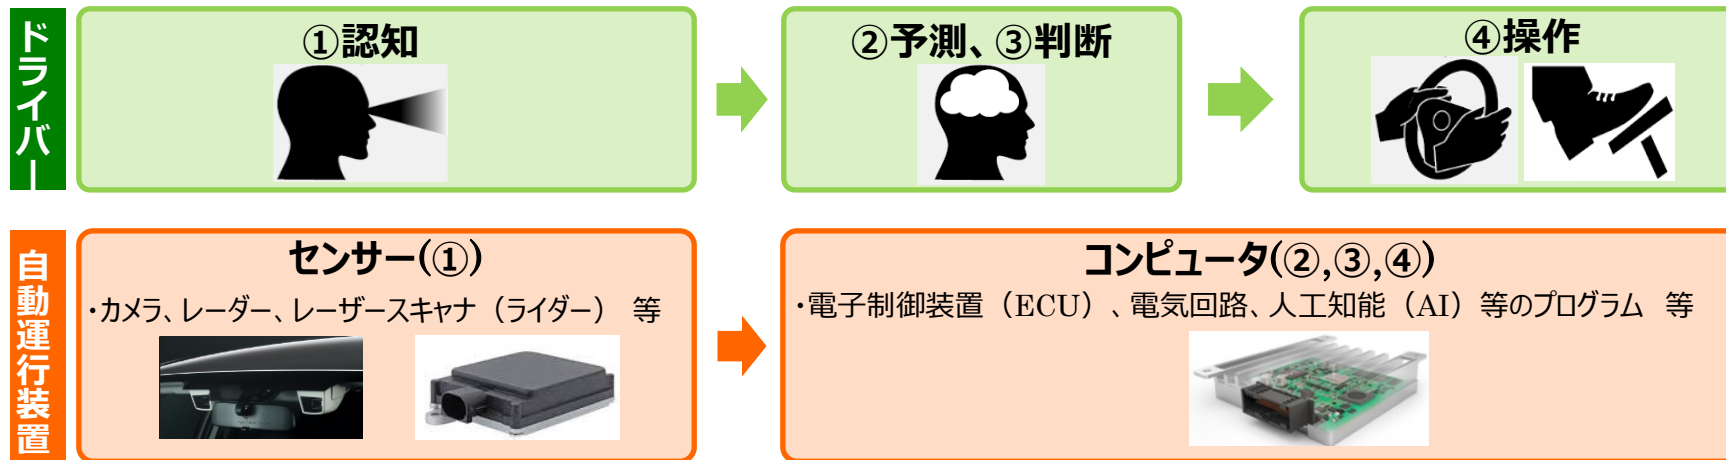 ドライバー
①認知
②予測、③判断
④操作
自動運行装置
センサー(①)
・カメラ、レーダー、レーザースキャナ（ライダー） 等
コンピュータ(②,③,④)
・電子制御装置（ECU）、電気回路、人工知能（AI）等のプログラム 等